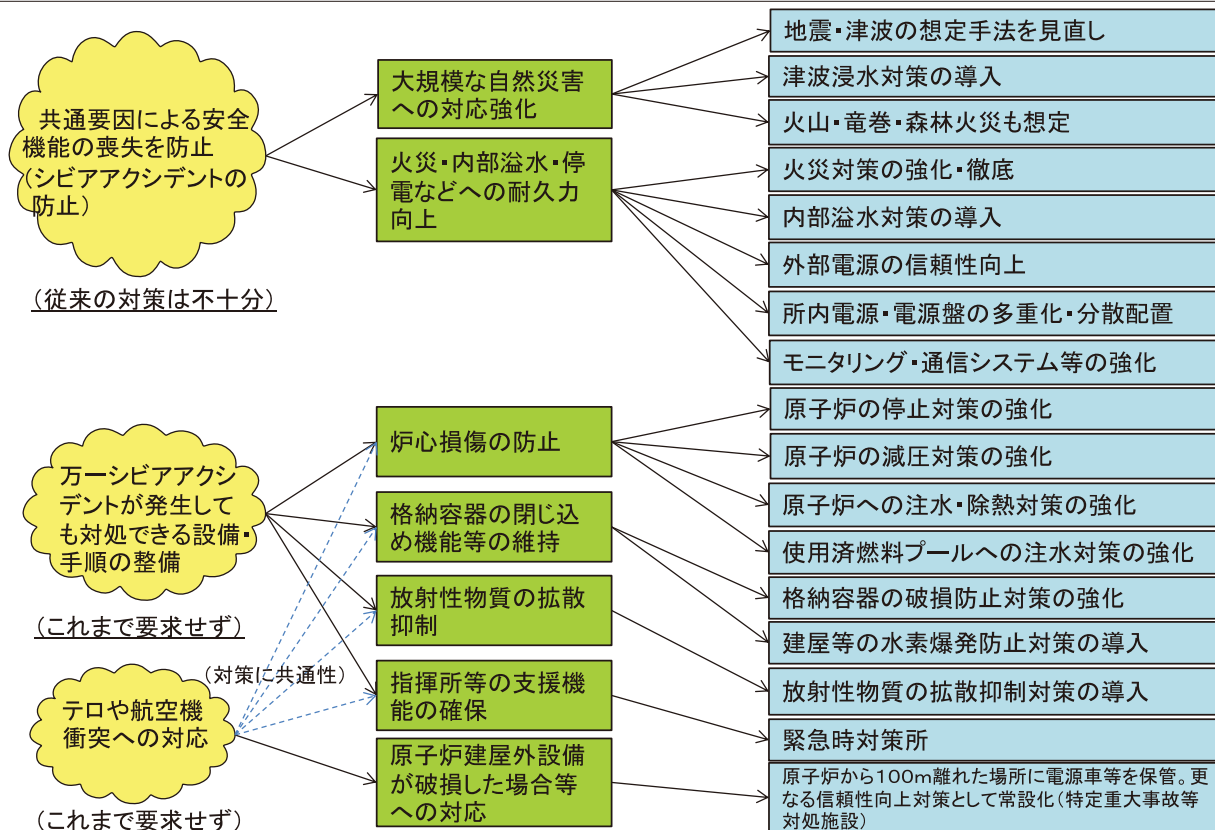 共通要因による安全
機能の喪失を防止
(シビアアクシデントの
防止)
(従来の対策は不十分)
大規模な自然災害
への対応強化
火災・内部溢水・停
電などへの耐久力
向上
地震・津波の想定手法を見直し
津波浸水対策の導入
火山・竜巻・森林火災も想定
火災対策の強化・徹底
内部溢水対策の導入
外部電源の信頼性向上
所内電源・電源盤の多重化・分散配置
モニタリング・通信システム等の強化
万一シビアアクシ
デントが発生して
も対処できる設備・
手順の整備
(これまで要求せず)
テロや航空機
衝突への対応
(これまで要求せず)
(対策に共通性)
炉心損傷の防止
格納容器の閉じ込
め機能等の維持
放射性物質の拡散
抑制
指揮所等の支援機
能の確保
原子炉建屋外設備
が破損した場合等
への対応
原子炉の停止対策の強化
原子炉の減圧対策の強化
原子炉への注水・除熱対策の強化
使用済燃料プールへの注水対策の強化
格納容器の破損防止対策の強化
建屋等の水素爆発防止対策の導入
放射性物質の拡散抑制対策の導入
緊急時対策所
原子炉から100m離れた場所に電源車等を保管。更
なる信頼性向上対策として常設化(特定重大事故等
対処施設)